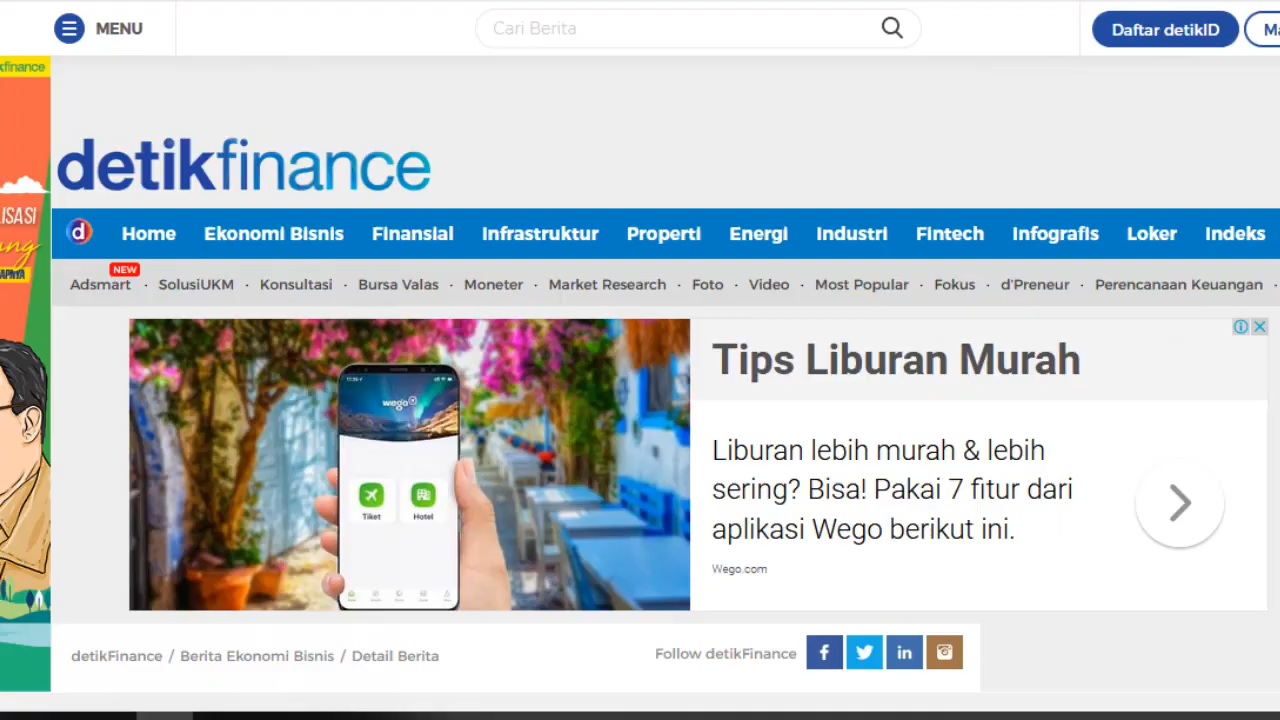 MENU
Cari Berita
Daftar detikID
kfinance
detikfinance
LISASI
Home Ekonomi Bisnis Finansial Infrastruktur Properti Energi Industri Fintech Infografis Loker Indeks
NEW
Adsmart · SolusiUKM · Konsultasi · Bursa Valas · Moneter · Market Research · Foto · Video · Most Popular · Fokus · d'Preneur · Perencanaan Keuangan ·
Tips Liburan Murah
wego
Tiket Hotel
Liburan lebih murah & lebih
sering? Bisa! Pakai 7 fitur dari
aplikasi Wego berikut ini.
Wego.com
detikFinance / Berita Ekonomi Bisnis / Detail Berita
Follow detikFinance